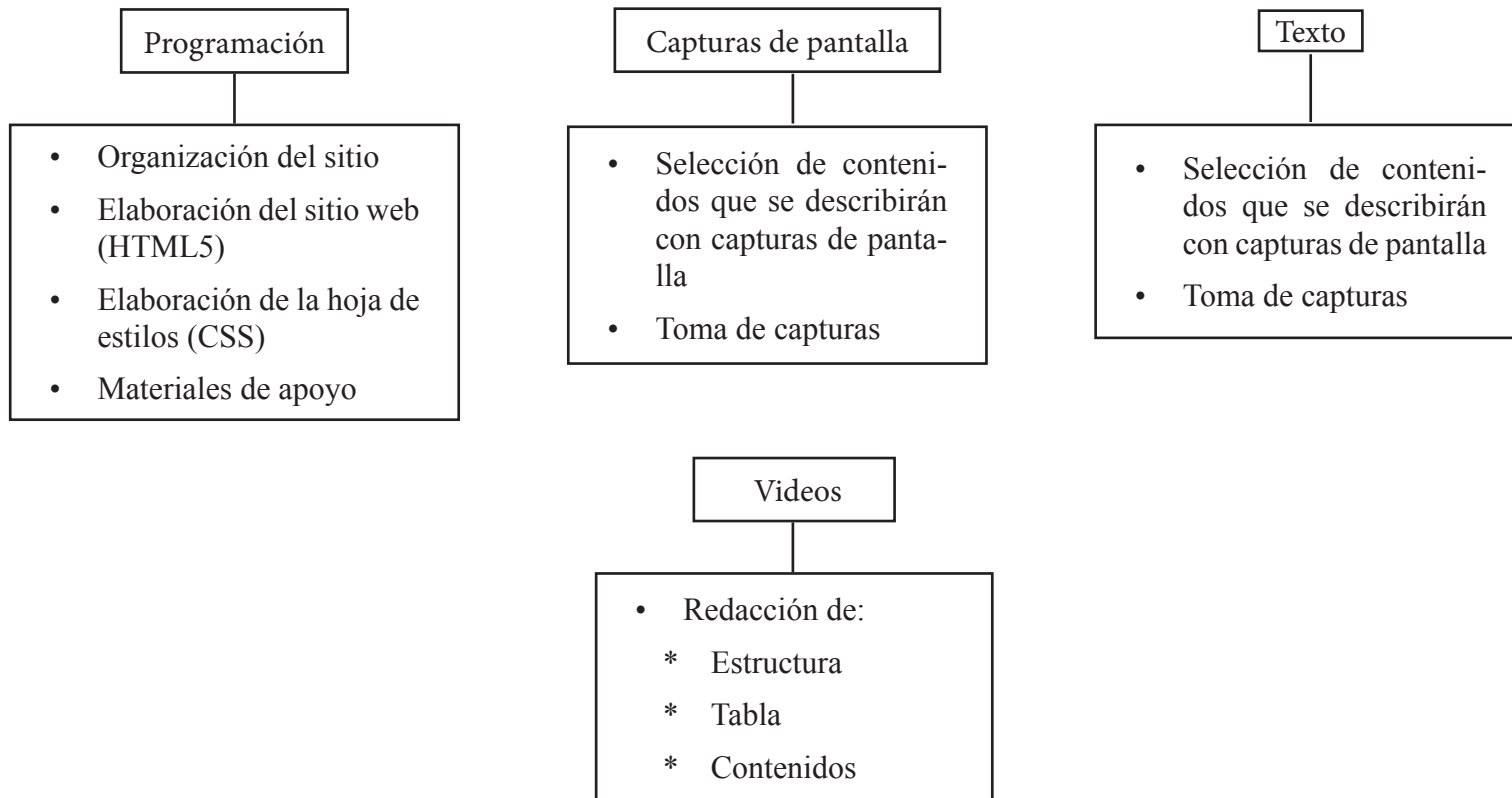 Programación
• Organización del sitio
• Elaboración del sitio web
(HTML5)
• Elaboración de la hoja de
estilos (CSS)
• Materiales de apoyo
Capturas de pantalla
• Selección de conteni-
dos que se describirán
con capturas de panta-
lla
• Toma de capturas
Texto
• Selección de conteni-
dos que se describirán
con capturas de pantalla
• Toma de capturas
Videos
• Redacción de:
* Estructura
* Tabla
* Contenidos